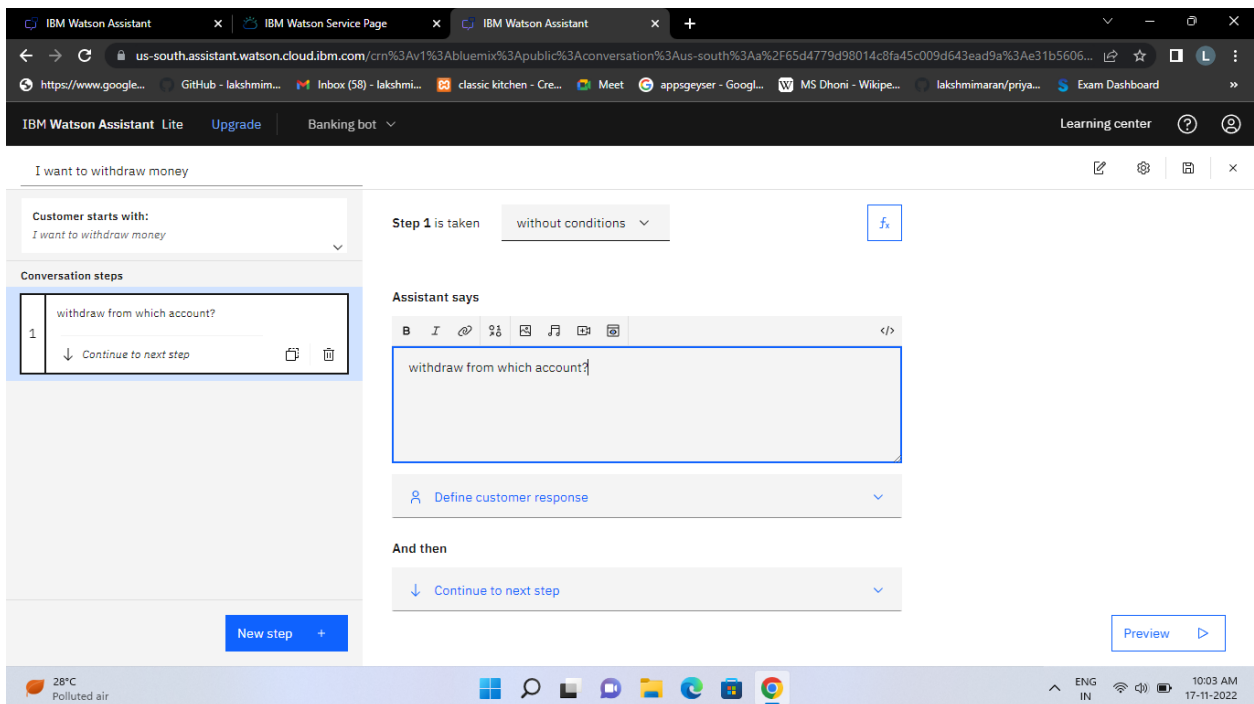 IBM Watson Assistant
IBM Watson Service Page
IBM Watson Assistant
us-south.assistant.watson.cloud.ibm.com/crn%3Av1%3Abluemix%3Apublic%3Aconversation%3Aus-south%3Aa%2F65d4779d98014c8fa45c009d643ead9a%3Ae31b5606...
L
https://www.google...
GitHub - lakshmim...
Inbox (58) - lakshmi...
classic kitchen - Cre...
Meet
appsgeyser - Googl...
MS Dhoni - Wikipe...
lakshmimaran/priya...
Exam Dashboard
»
IBM Watson Assistant Lite
Upgrade
Banking bot
Learning center
I want to withdraw money
Customer starts with:
I want to withdraw money
Conversation steps
1
withdraw from which account?
Continue to next step
New step +
Step 1 is taken
without conditions
fx
Assistant says
B I </>
withdraw from which account?
Define customer response
And then
Continue to next step
Preview
28°C
Polluted air
ENG
IN
10:03 AM
17-11-2022